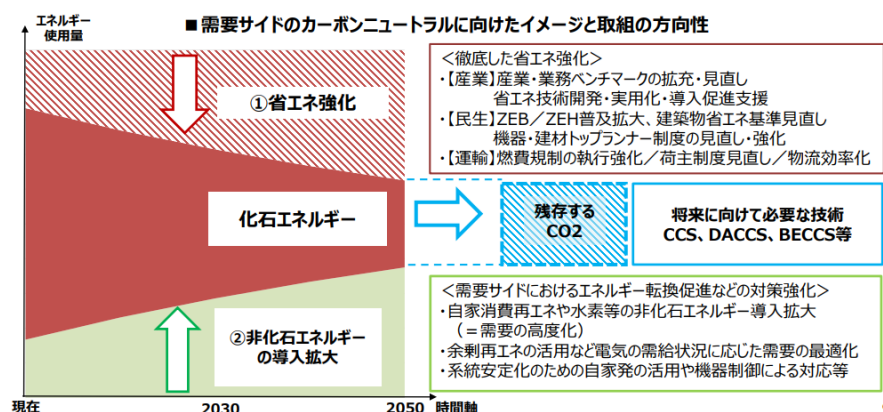 エネルギー
使用量
■需要サイドのカーボンニュートラルに向けたイメージと取組の方向性
①省エネ強化
化石エネルギー
②非化石エネルギー
の導入拡大
現在
2030
2050
時間軸
<徹底した省エネ強化>
・【産業】産業・業務ベンチマークの拡充・見直し
省エネ技術開発・実用化・導入促進支援
・【民生】ZEB/ZEH普及拡大、建築物省エネ基準見直し
機器・建材トップランナー制度の見直し・強化
・【運輸】燃費規制の執行強化/荷主制度見直し/物流効率化
残存する
CO2
将来に向けて必要な技術
CCS、DACCS、BECCS等
<需要サイドにおけるエネルギー転換促進などの対策強化>
・自家消費再エネや水素等の非化石エネルギー導入拡大
(=需要の高度化)
・余剰再エネの活用など電気の需給状況に応じた需要の最適化
・系統安定化のための自家発の活用や機器制御による対応等